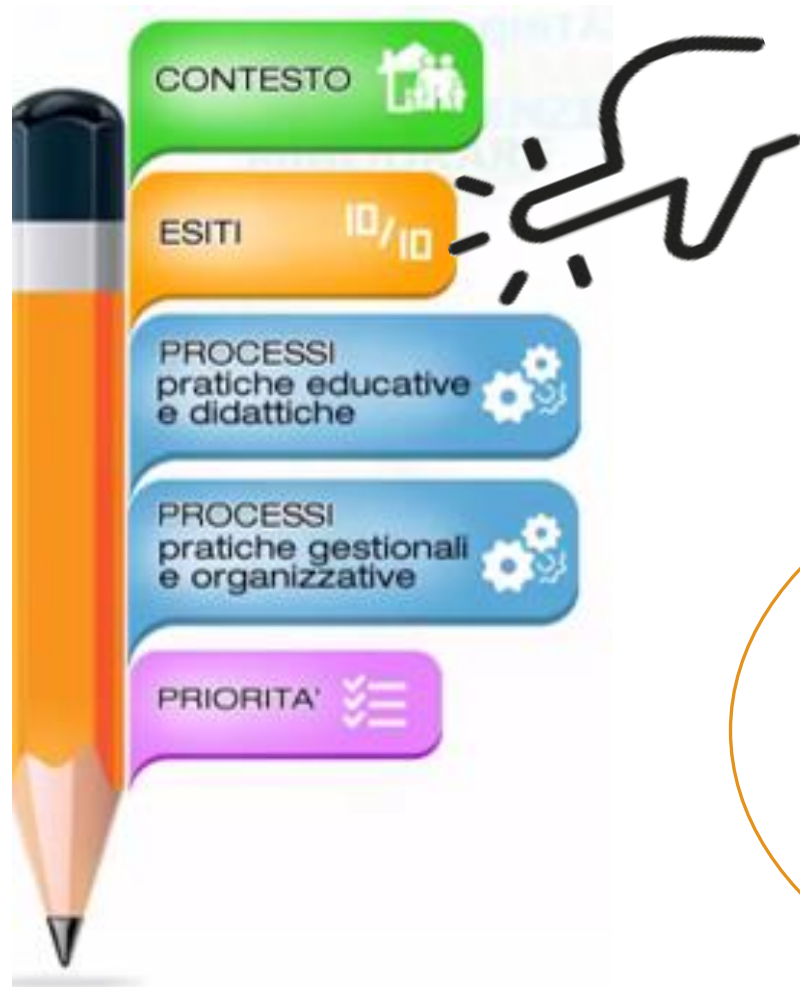 CONTESTO
ESITI
10/10
PROCESSI
pratiche educative
e didattiche
PROCESSI
pratiche gestionali
e organizzative
PRIORITA'